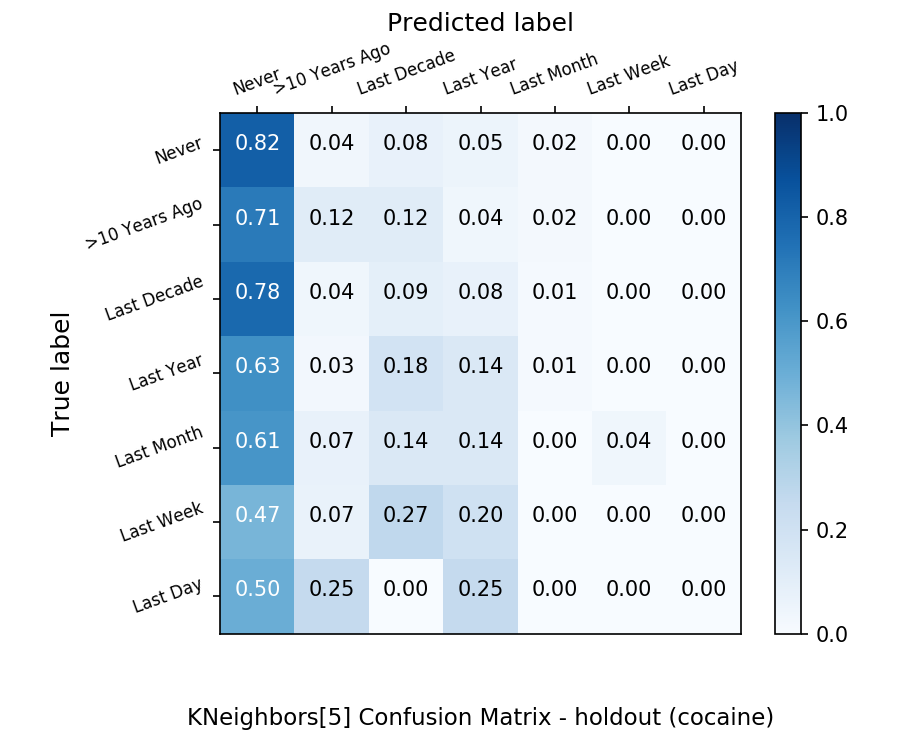 Predicted label
Never >10 Years Ago Last Decade Last Year Last Month Last Week Last Day
True label
Never 0.82 0.04 0.08 0.05 0.02 0.00 0.00
>10 Years Ago 0.71 0.12 0.12 0.04 0.02 0.00 0.00
Last Decade 0.78 0.04 0.09 0.08 0.01 0.00 0.00
Last Year 0.63 0.03 0.18 0.14 0.01 0.00 0.00
Last Month 0.61 0.07 0.14 0.14 0.00 0.04 0.00
Last Week 0.47 0.07 0.27 0.20 0.00 0.00 0.00
Last Day 0.50 0.25 0.00 0.25 0.00 0.00 0.00
1.0
0.8
0.6
0.4
0.2
0.0
KNeighbors[5] Confusion Matrix - holdout (cocaine)